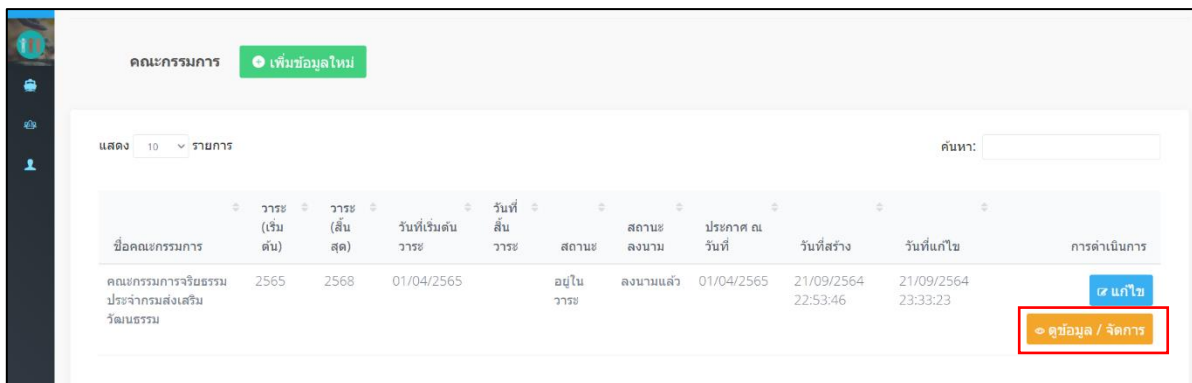 คณะกรรมการ เพิ่มข้อมูลใหม่
แสดง 10 รายการ ค้นหา:
วาระ วาระ วันที่
(เริ่ม (สิ้น วันที่เริ่มต้น สิ้น สถานะ ประกาศ ณ
ชื่อคณะกรรมการ ต้น) สุด) วาระ วาระ สถานะ ลงนาม วันที่ วันที่สร้าง วันที่แก้ไข การดำเนินการ
คณะกรรมการจริยธรรม 2565 2568 01/04/2565 อยู่ใน ลงนามแล้ว 01/04/2565 21/09/2564 21/09/2564 แก้ไข
ประจำกรมส่งเสริม วาระ 22:53:46 23:33:23
วัฒนธรรม ดูข้อมูล / จัดการ